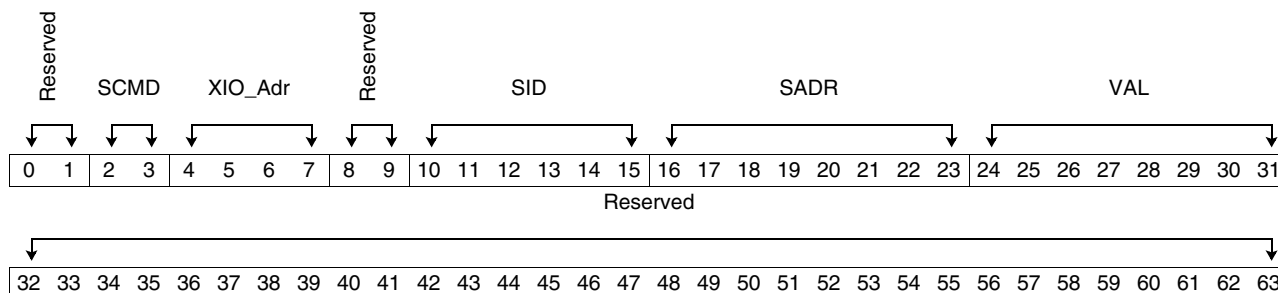 Reserved
Reserved
SCMD XIO_Adr SID SADR VAL
0 1 2 3 4 5 6 7 8 9 10 11 12 13 14 15 16 17 18 19 20 21 22 23 24 25 26 27 28 29 30 31
Reserved
32 33 34 35 36 37 38 39 40 41 42 43 44 45 46 47 48 49 50 51 52 53 54 55 56 57 58 59 60 61 62 63